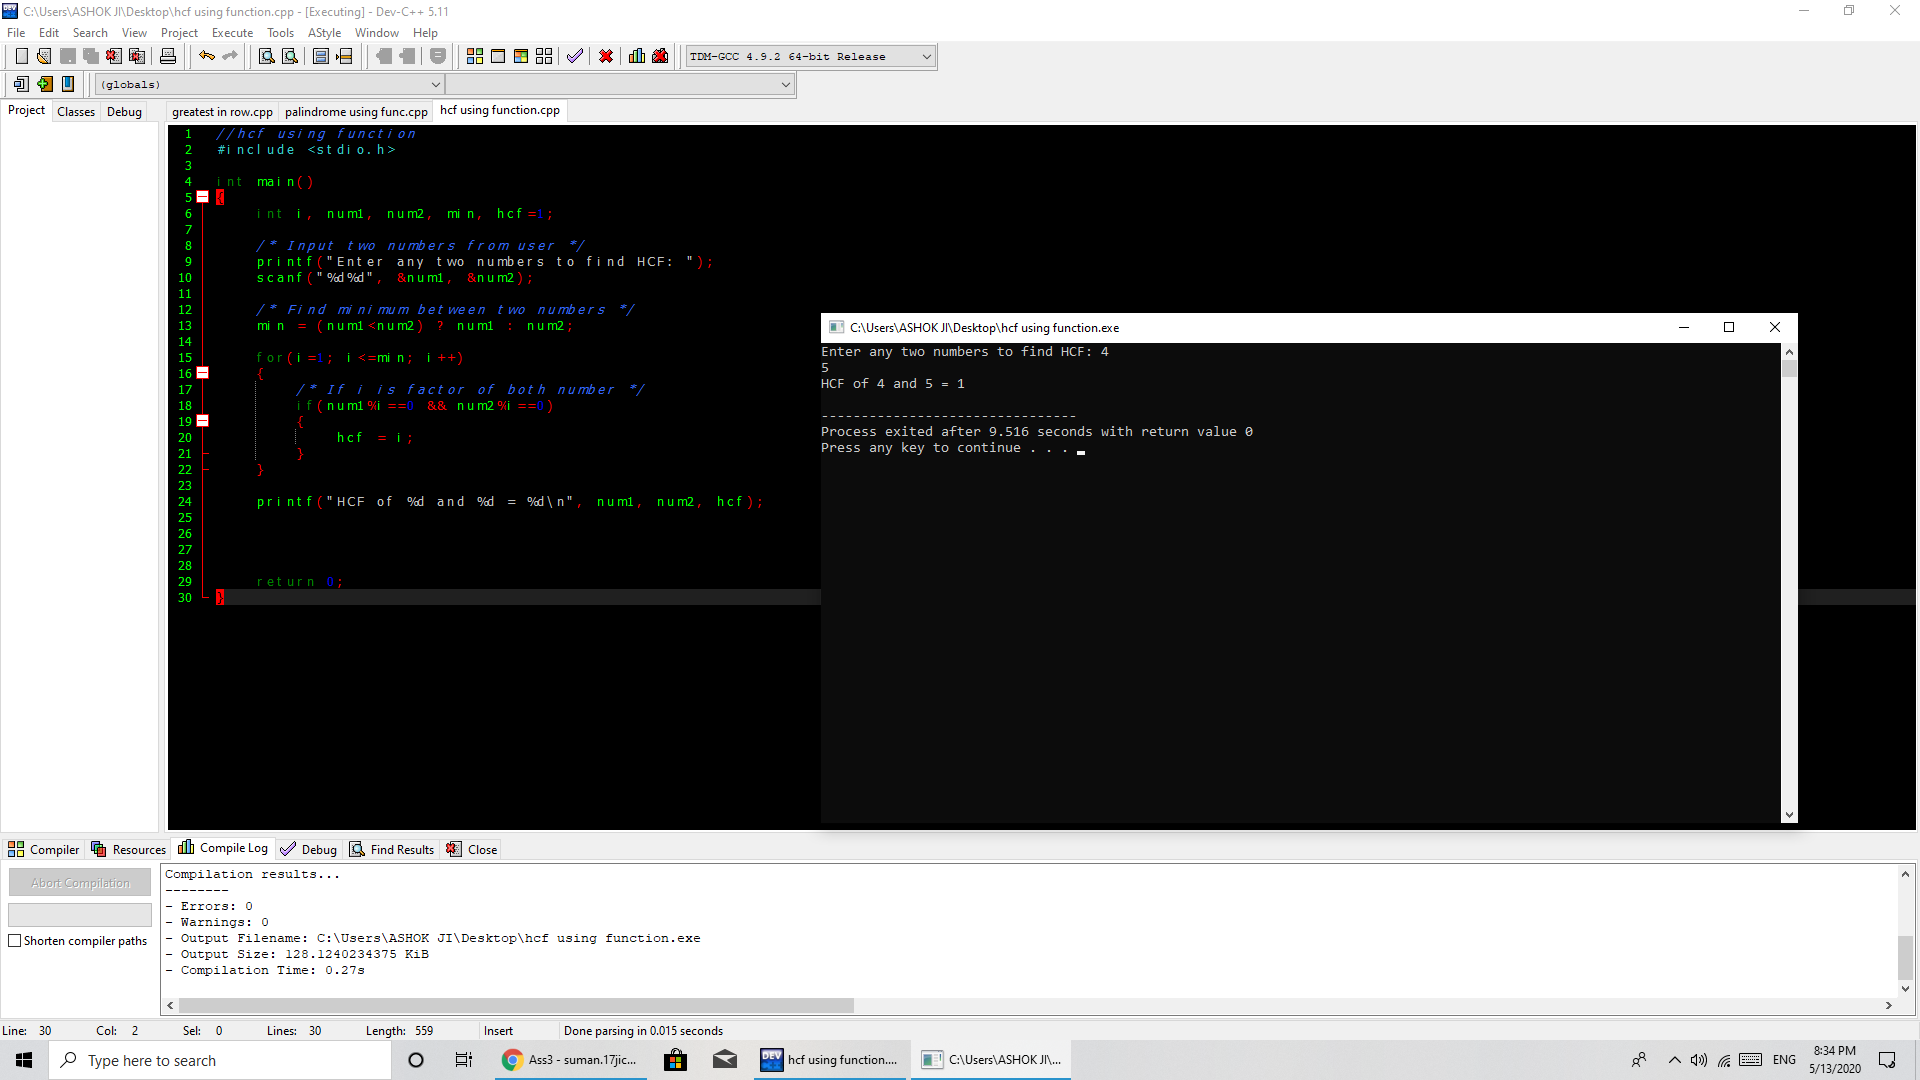 C:\Users\ASHOK JI\Desktop\hcf using function.cpp - [Executing] - Dev-C++ 5.11
File Edit Search View Project Execute Tools AStyle Window Help
TDM-GCC 4.9.2 64-bit Release
(globals)
Project Classes Debug
greatest in row.cpp palindrome using func.cpp hcf using function.cpp
1 //hcf using function
2 #include <stdio.h>
3
4 int main()
5 {
6 int i, num1, num2, min, hcf=1;
7
8 /* Input two numbers from user */
9 printf("Enter any two numbers to find HCF: ");
10 scanf("%d%d", &num1, &num2);
11
12 /* Find minimum between two numbers */
13 min = (num1<num2) ? num1 : num2;
14
15 for(i=1; i<=min; i++)
16 {
17 /* If i is factor of both number */
18 if(num1%i==0 && num2%i==0)
19 {
20 hcf = i;
21 }
22 }
23
24 printf("HCF of %d and %d = %d\n", num1, num2, hcf);
25
26
27
28
29 return 0;
30 }
C:\Users\ASHOK JI\Desktop\hcf using function.exe
Enter any two numbers to find HCF: 4
5
HCF of 4 and 5 = 1
--------------------------------
Process exited after 9.516 seconds with return value 0
Press any key to continue . . .
Compiler Resources Compile Log Debug Find Results Close
Abort Compilation
Shorten compiler paths
Compilation results...
--------
- Errors: 0
- Warnings: 0
- Output Filename: C:\Users\ASHOK JI\Desktop\hcf using function.exe
- Output Size: 128.1240234375 KiB
- Compilation Time: 0.27s
Line: 30 Col: 2 Sel: 0 Lines: 30 Length: 559 Insert Done parsing in 0.015 seconds
Type here to search
Ass3 - suman.17jic...
DEV
hcf using function....
C:\Users\ASHOK JI\...
ENG
8:34 PM
5/13/2020